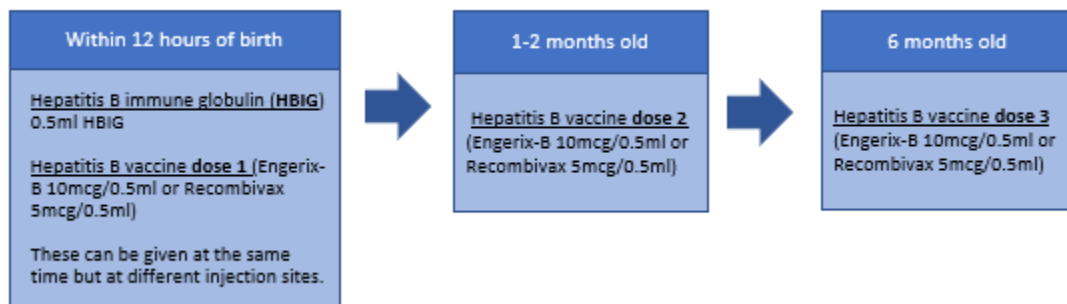 Within 12 hours of birth
Hepatitis B immune globulin (HBIG)
0.5ml HBIG
Hepatitis B vaccine dose 1 (Engerix-
B 10mcg/0.5ml or Recombivax
5mcg/0.5ml)
These can be given at the same
time but at different injection sites.
1-2 months old
Hepatitis B vaccine dose 2
(Engerix-B 10mcg/0.5ml or
Recombivax 5mcg/0.5ml)
6 months old
Hepatitis B vaccine dose 3
(Engerix-B 10mcg/0.5ml or
Recombivax 5mcg/0.5ml)